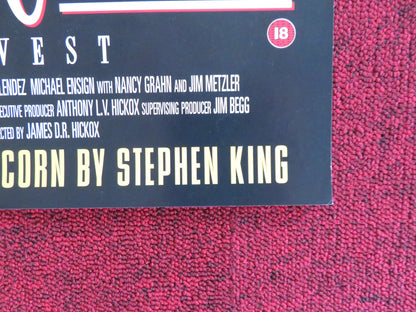 18
VEST
LENDEZ MICHAEL ENSIGN WITH NANCY GRAHN AND JIM METZLER
ECUTIVE PRODUCER ANTHONY L.V. HICKOX SUPERVISING PRODUCER JIM BEGG
CTED BY JAMES D.R. HICKOX
CORN BY STEPHEN KING